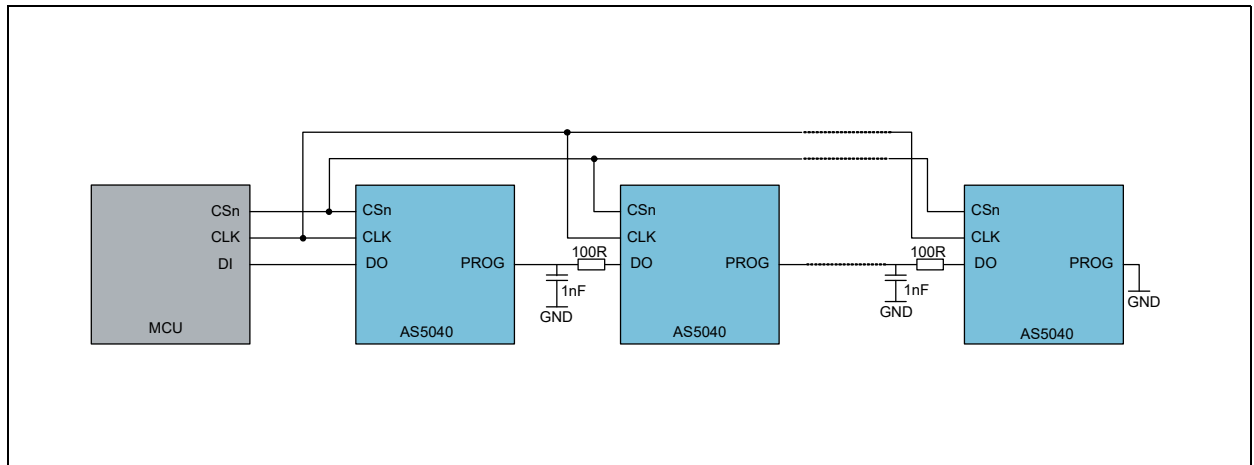 CSn
CLK
DI
MCU
CSn
CLK
DO
PROG
AS5040
100R
1nF
GND
CSn
CLK
DO
PROG
AS5040
100R
1nF
GND
CSn
CLK
DO
PROG
AS5040
GND